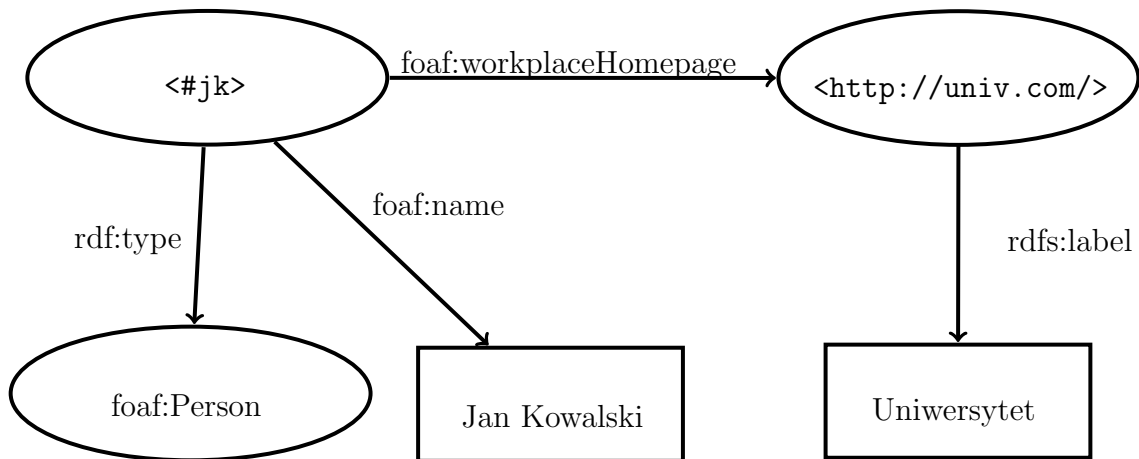 <#jk>
foaf:workplaceHomepage
<http://univ.com/>
rdf:type
foaf:name
rdfs:label
foaf:Person
Jan Kowalski
Uniwersytet